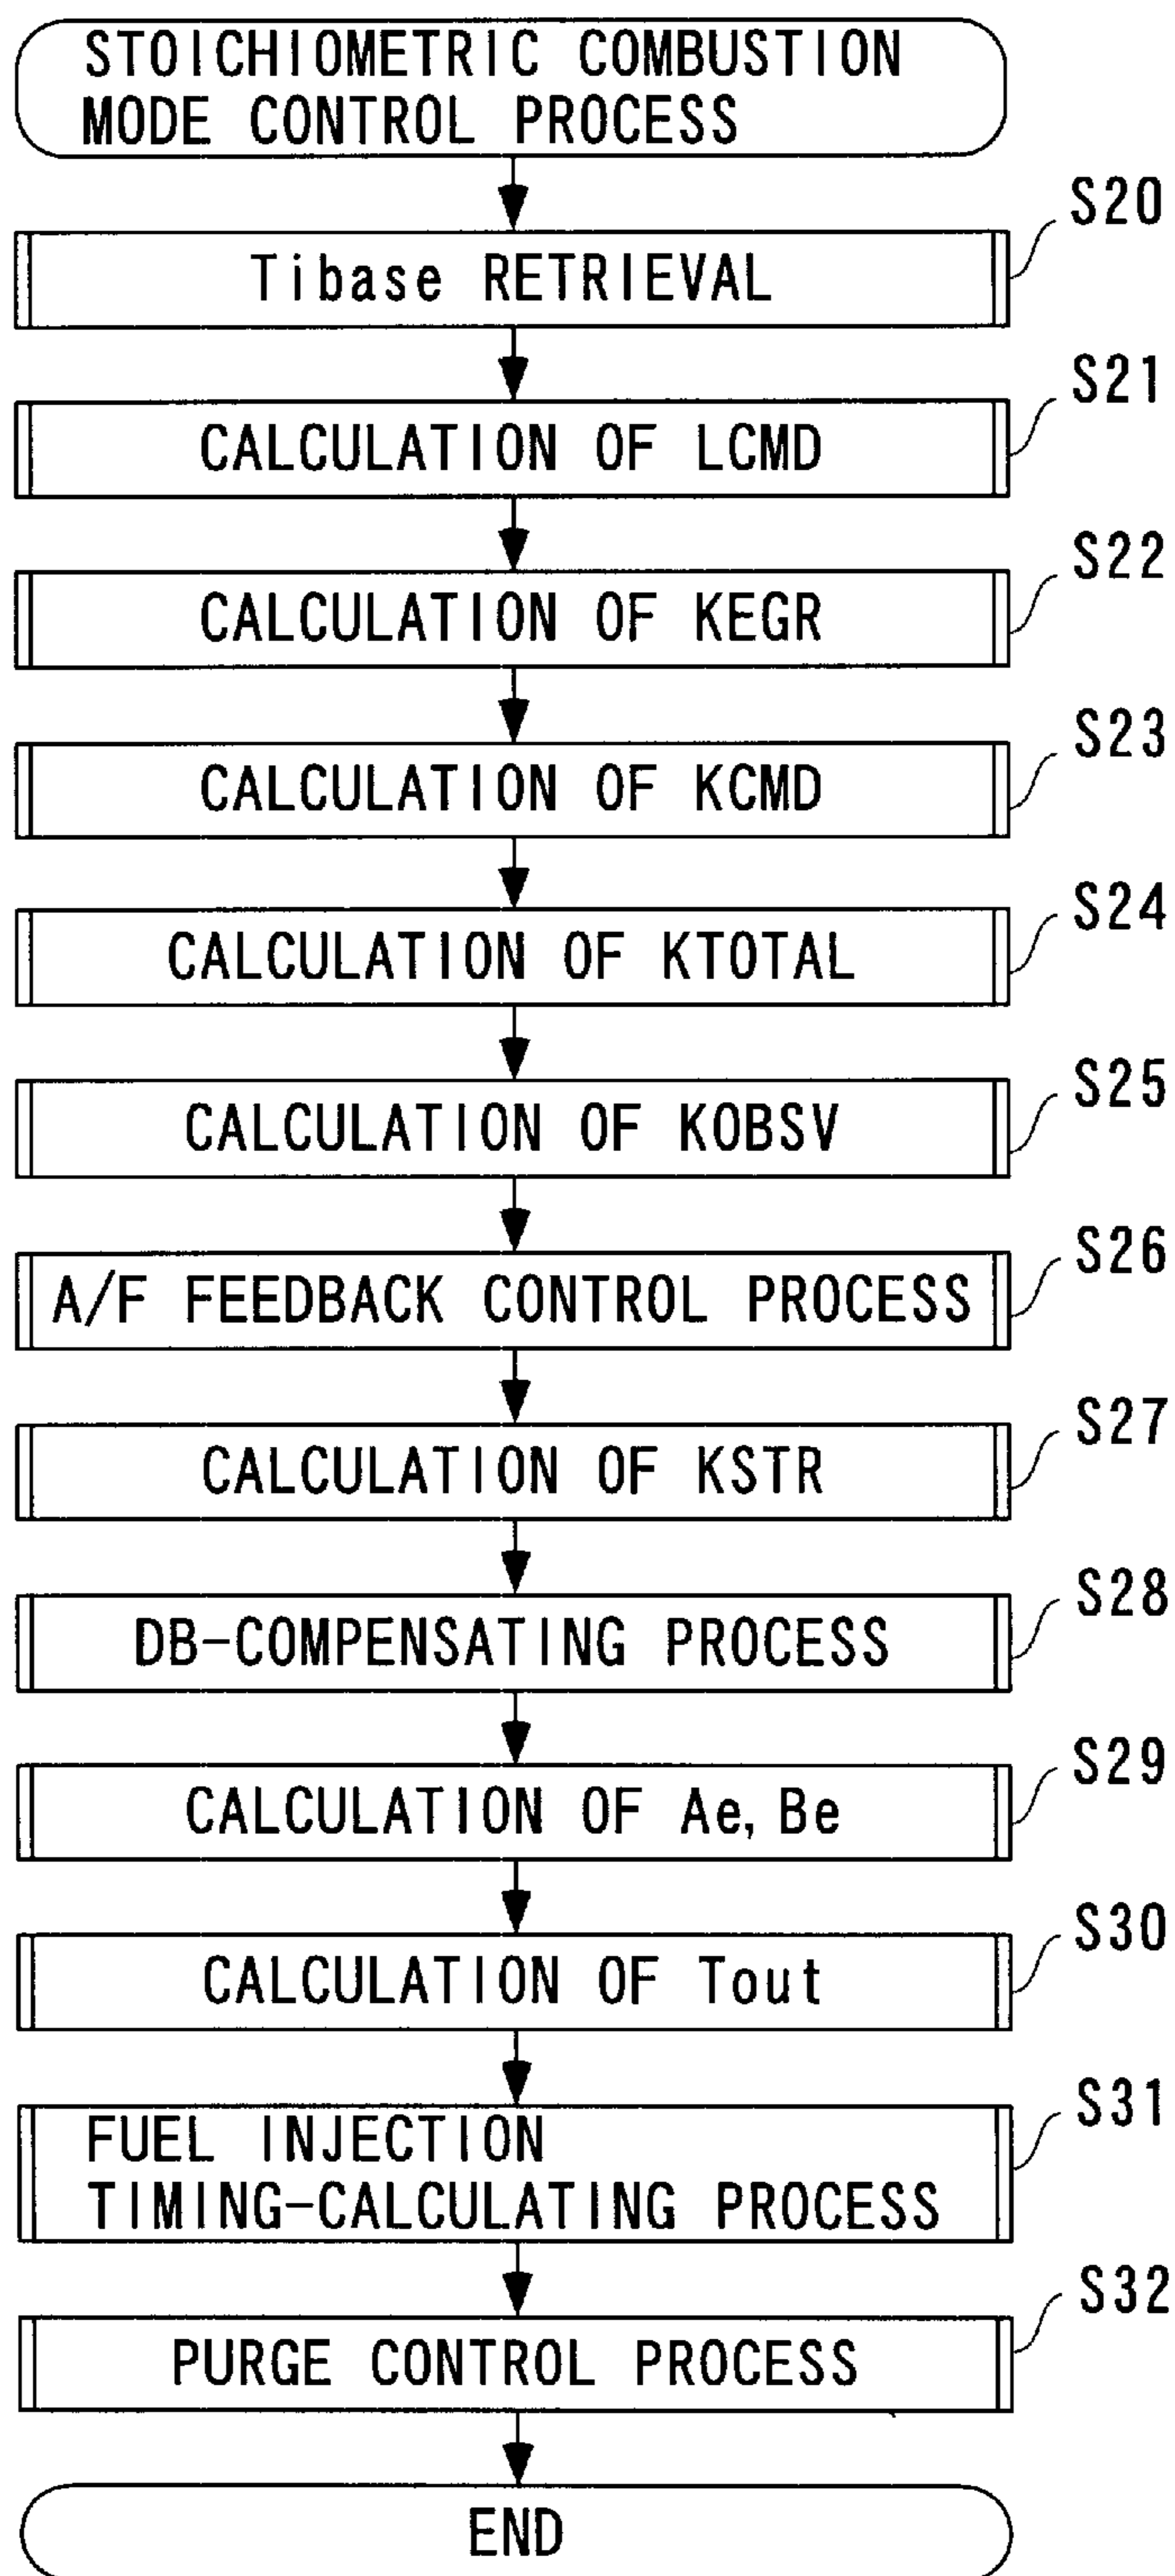 STOICHIOMETRIC COMBUSTION
MODE CONTROL PROCESS
S20
Tibase RETRIEVAL
S21
CALCULATION OF LCMD
S22
CALCULATION OF KEGR
S23
CALCULATION OF KCMD
S24
CALCULATION OF KTOTAL
S25
CALCULATION OF KOBSV
S26
A/F FEEDBACK CONTROL PROCESS
S27
CALCULATION OF KSTR
S28
DB-COMPENSATING PROCESS
S29
CALCULATION OF Ae, Be
S30
CALCULATION OF Tout
S31
FUEL INJECTION
TIMING-CALCULATING PROCESS
S32
PURGE CONTROL PROCESS
END